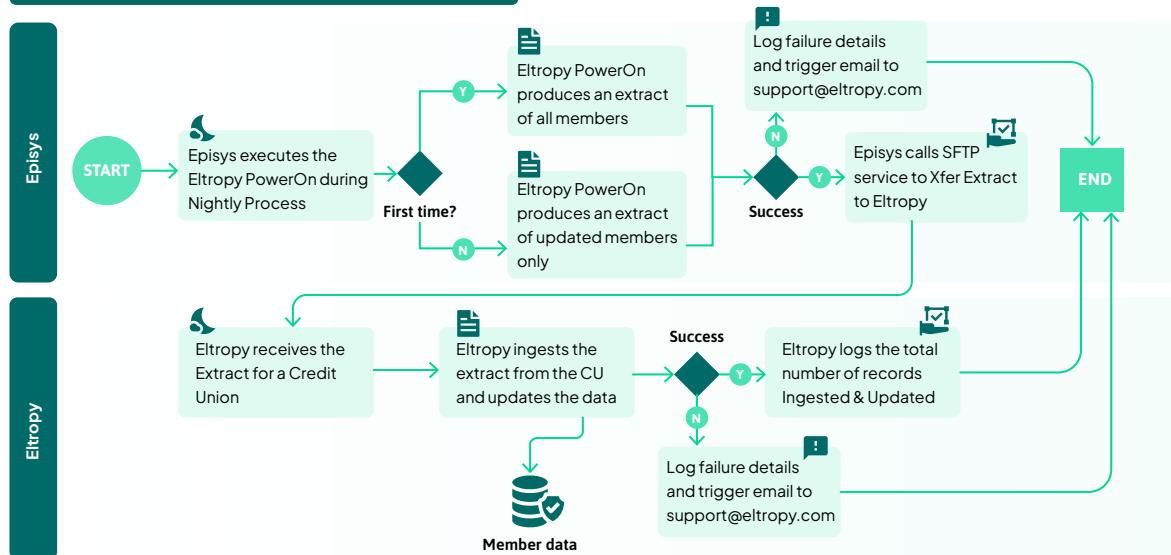 Episys
START
Episys executes the
Eltropy PowerOn during
Nightly Process
First time?
Y
N
Eltropy PowerOn
produces an extract
of all members
Eltropy PowerOn
produces an extract
of updated members
only
Success
N
Y
Log failure details
and trigger email to
support@eltropy.com
Episys calls SFTP
service to Xfer Extract
to Eltropy
END
Eltropy
Eltropy receives the
Extract for a Credit
Union
Eltropy ingests the
extract from the CU
and updates the data
Member data
Success
Y
N
Eltropy logs the total
number of records
Ingested & Updated
Log failure details
and trigger email to
support@eltropy.com